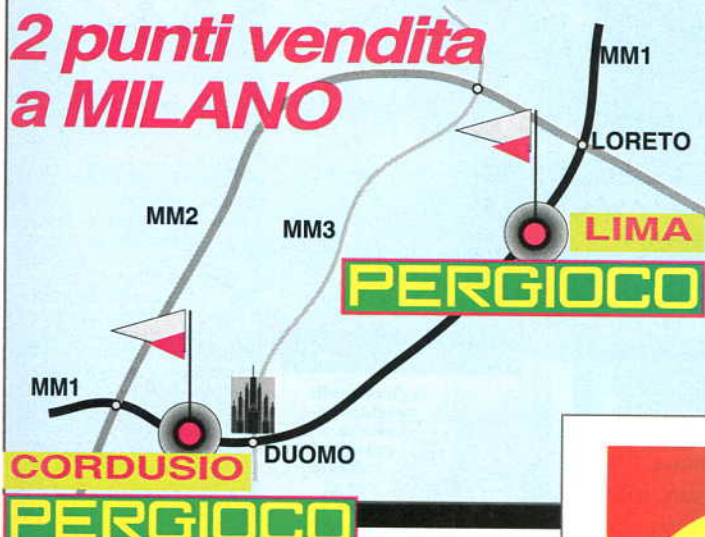 2 punti vendita
a MILANO
MM1
LORETO
MM2
MM3
LIMA
PERGIOCO
MM1
DUOMO
CORDUSIO
PERGIOCO